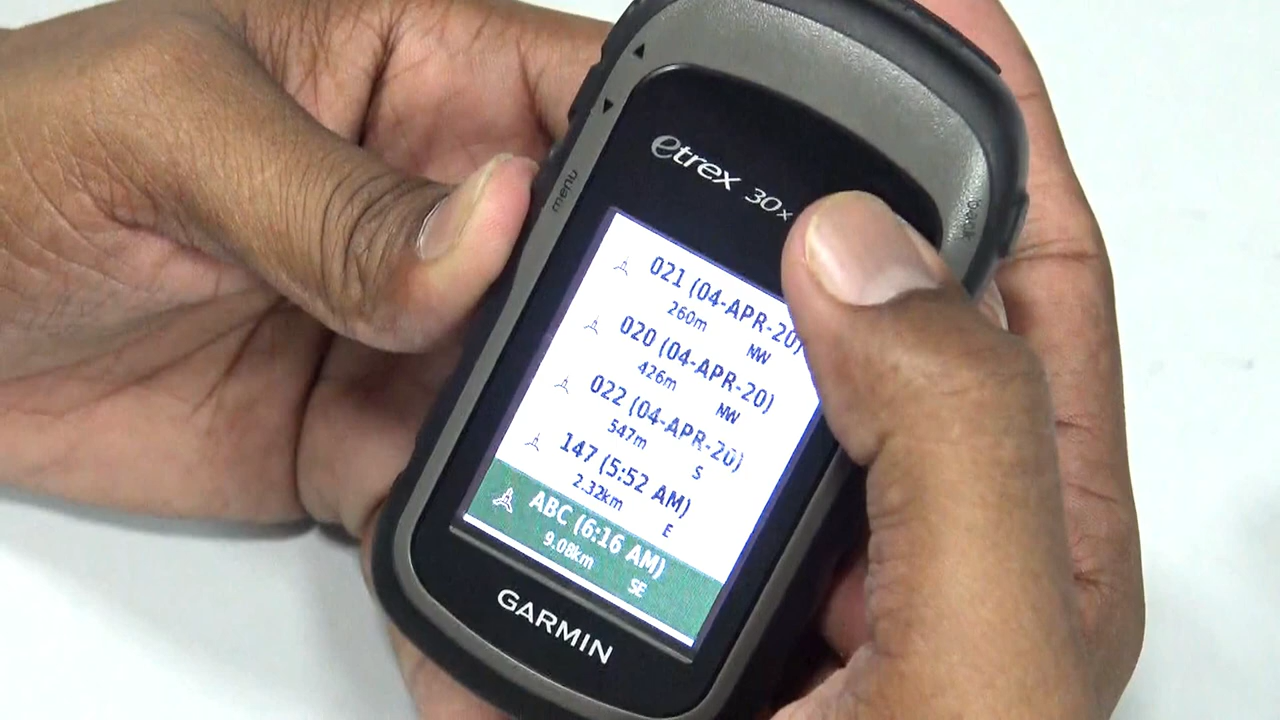 etrex 30x
menu
021 (04-APR-20)
260m NW
020 (04-APR-20)
426m NW
022 (04-APR-20)
547m S
147 (5:52 AM)
2.32km E
ABC (6:16 AM)
9.08km SE
GARMIN